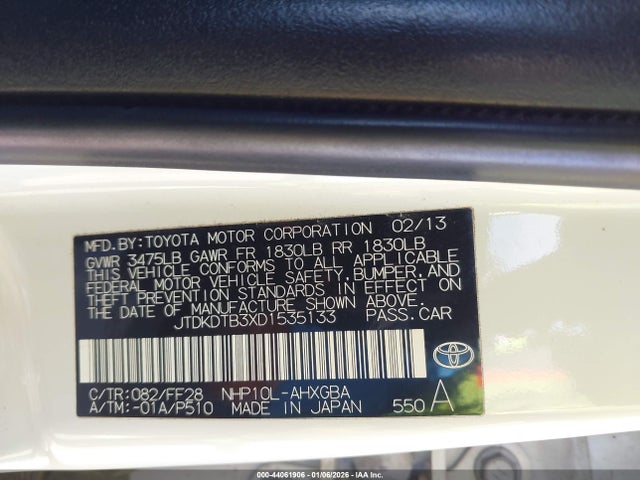 MFD.BY:TOYOTA MOTOR CORPORATION 02/13
GVWR 3475LB GAWR FR 1830LB RR 1830LB
THIS VEHICLE CONFORMS TO ALL APPLICABLE
FEDERAL MOTOR VEHICLE SAFETY,BUMPER,AND
THEFT PREVENTION STANDARDS IN EFFECT ON
THE DATE OF MANUFACTURE SHOWN ABOVE.
JTDKDTB3XD1535133 PASS.CAR
C/TR:082/FF28 NHP10L-AHXGBA
A/TM:-01A/P510 MADE IN JAPAN 550 A
000-44061906 - 01/06/2026 - ©IAA Inc.